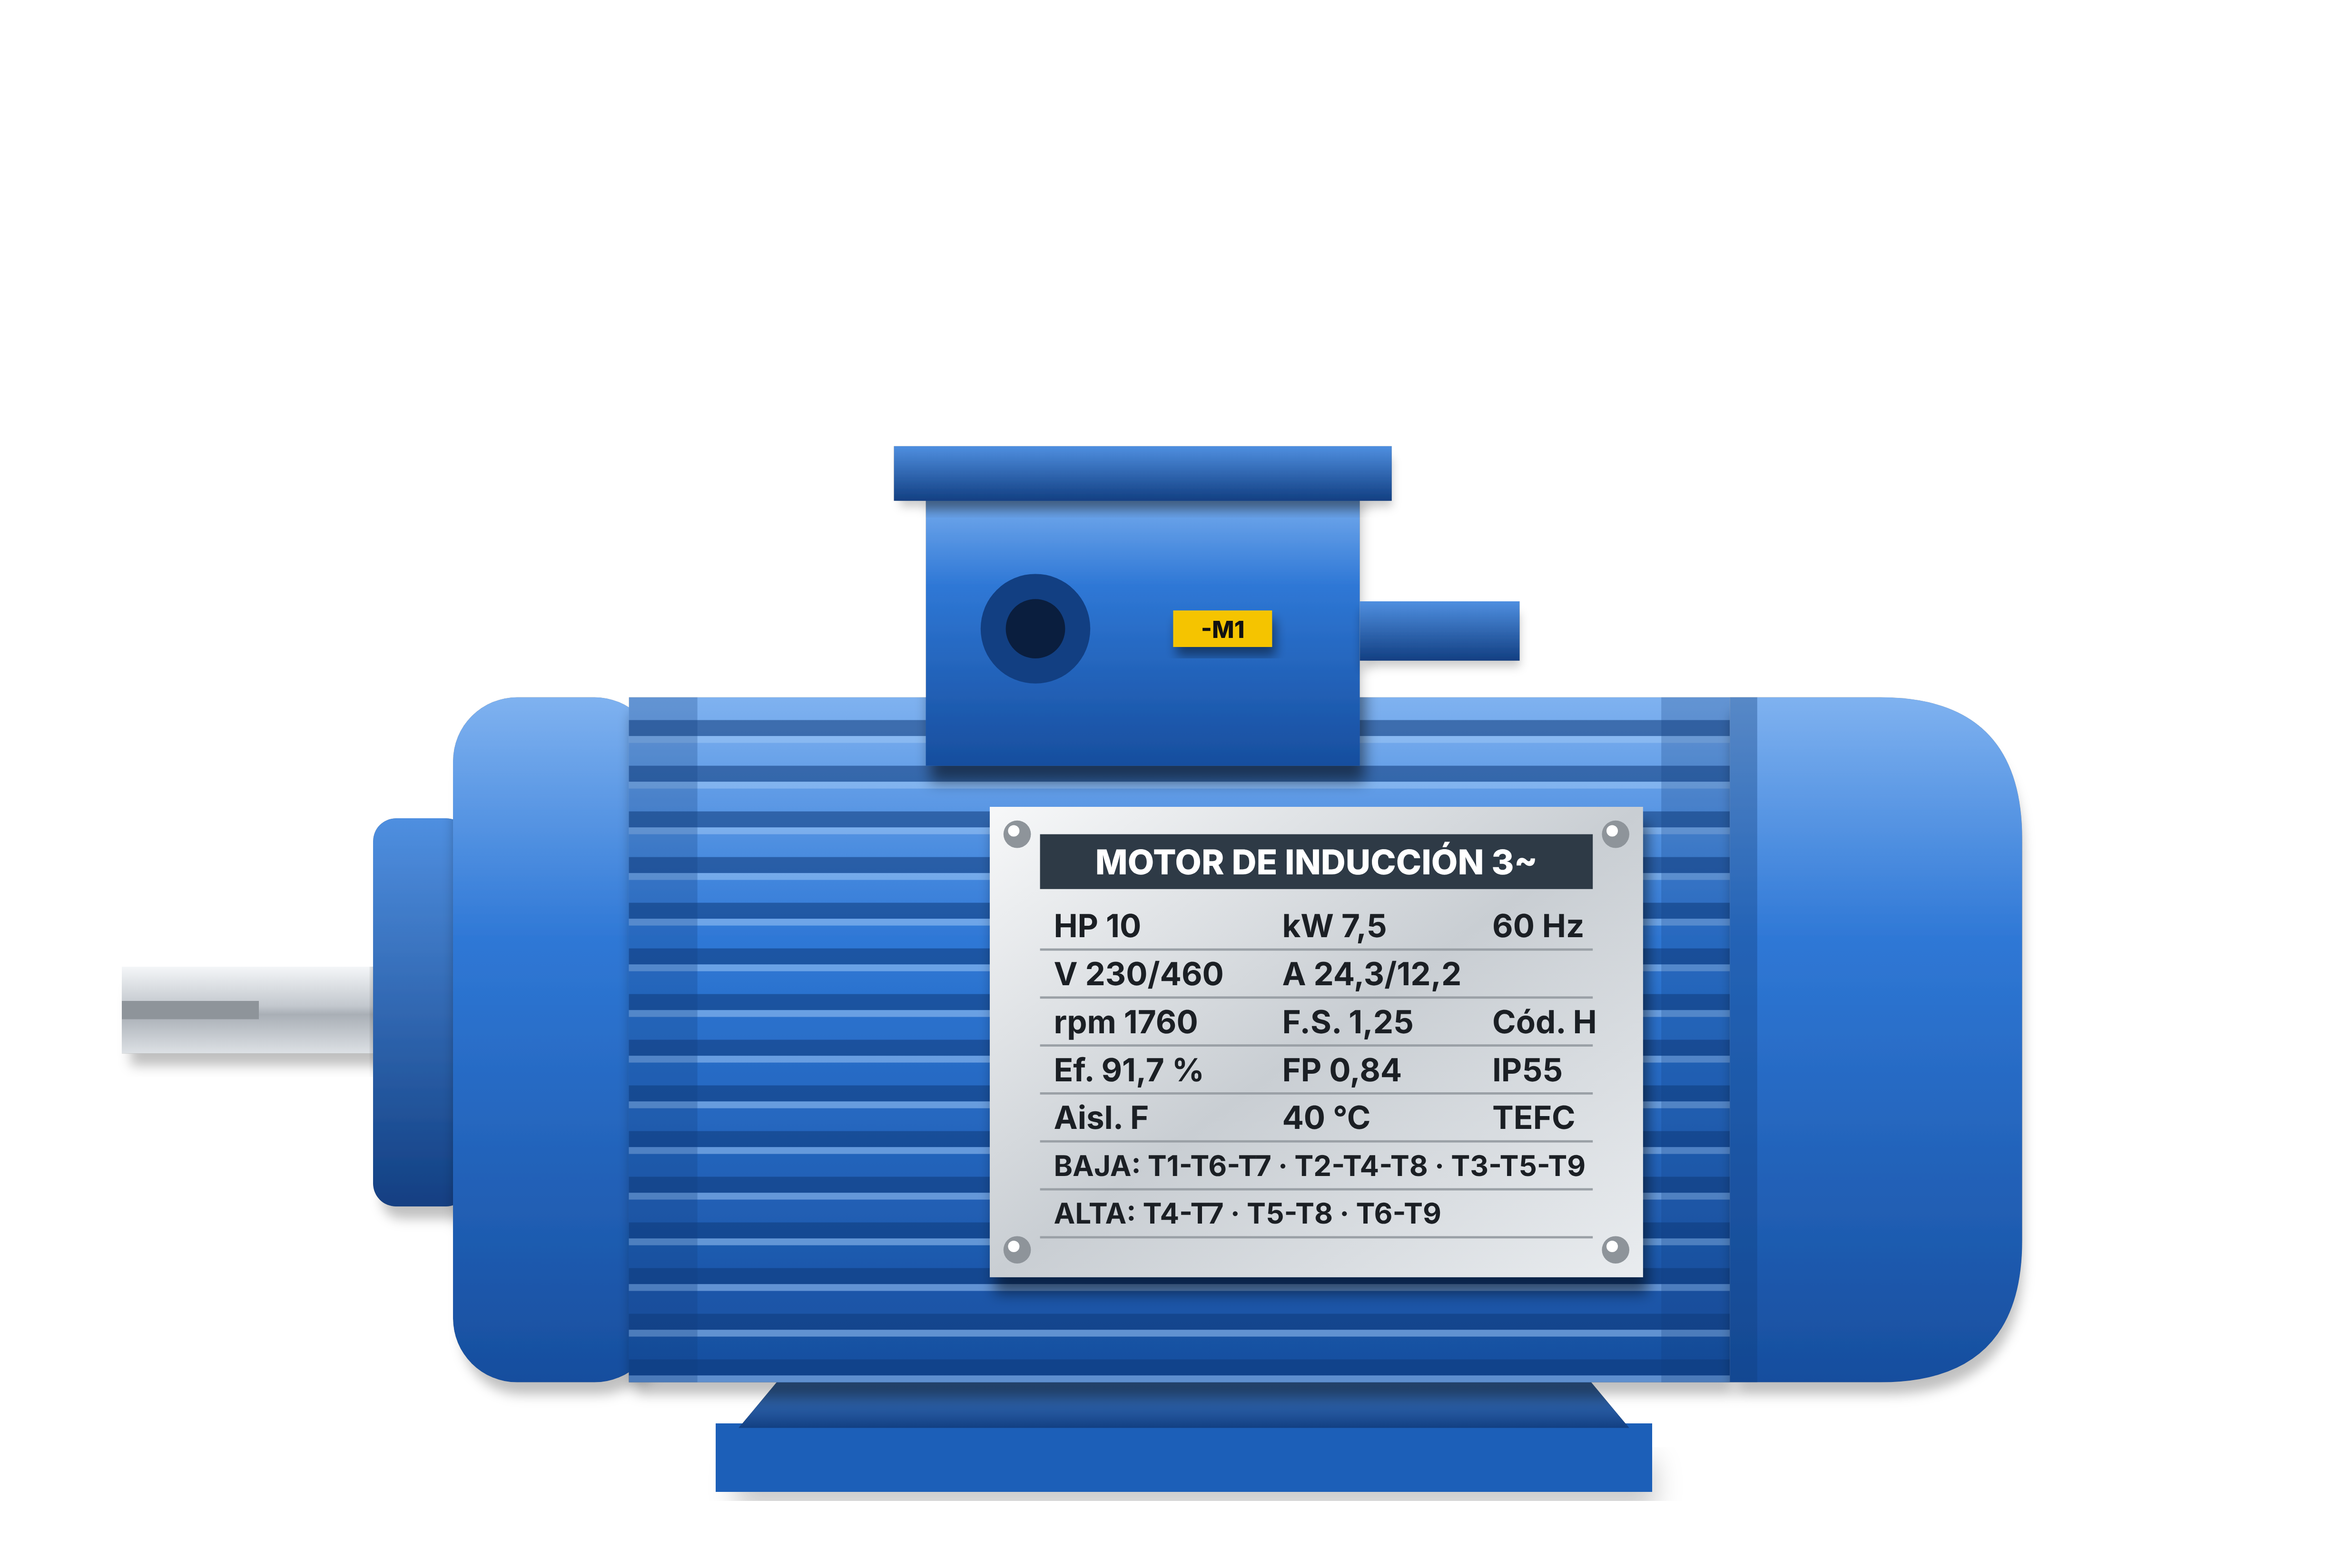 -M1
MOTOR DE INDUCCIÓN 3~
HP 10 kW 7,5 60 Hz
V 230/460 A 24,3/12,2
rpm 1760 F.S. 1,25 Cód. H
Ef. 91,7 % FP 0,84 IP55
Aisl. F 40 °C TEFC
BAJA: T1-T6-T7 · T2-T4-T8 · T3-T5-T9
ALTA: T4-T7 · T5-T8 · T6-T9